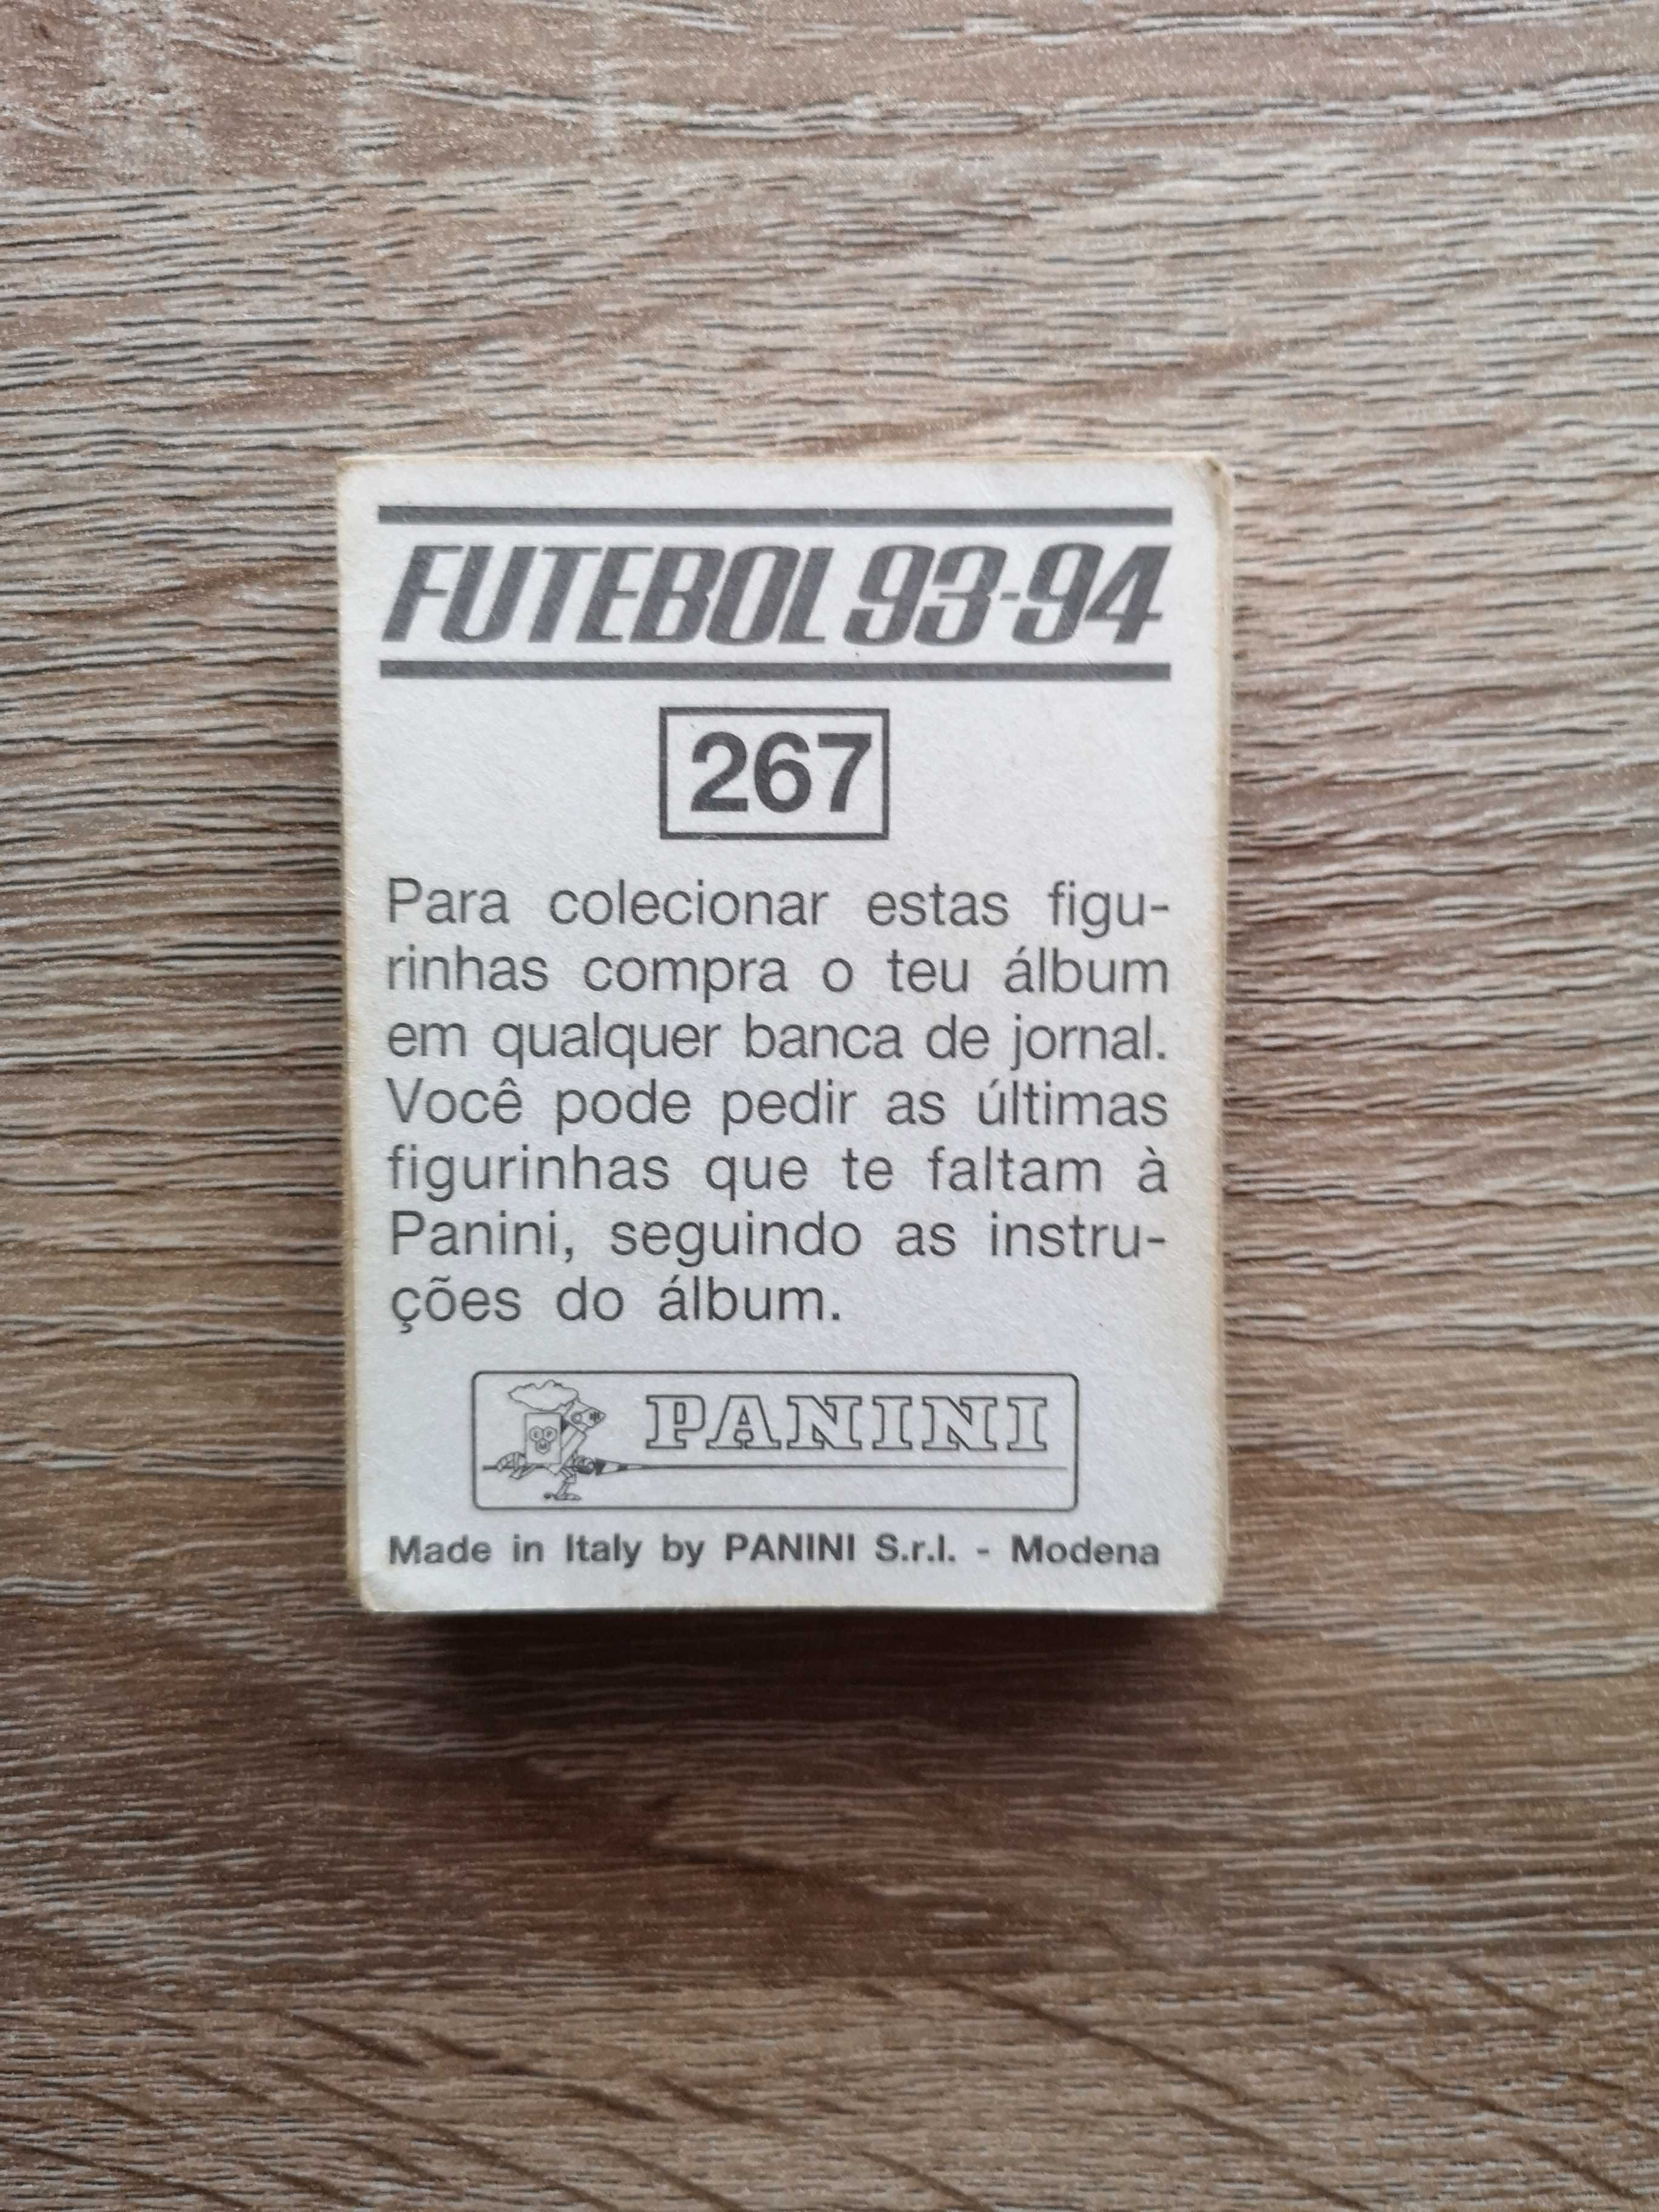 FUTEBOL 93-94
267
Para colecionar estas figu-
rinhas compra o teu álbum
em qualquer banca de jornal.
Você pode pedir as últimas
figurinhas que te faltam à
Panini, seguindo as instru-
ções do álbum.
PANINI
Made in Italy by PANINI S.r.l. - Modena